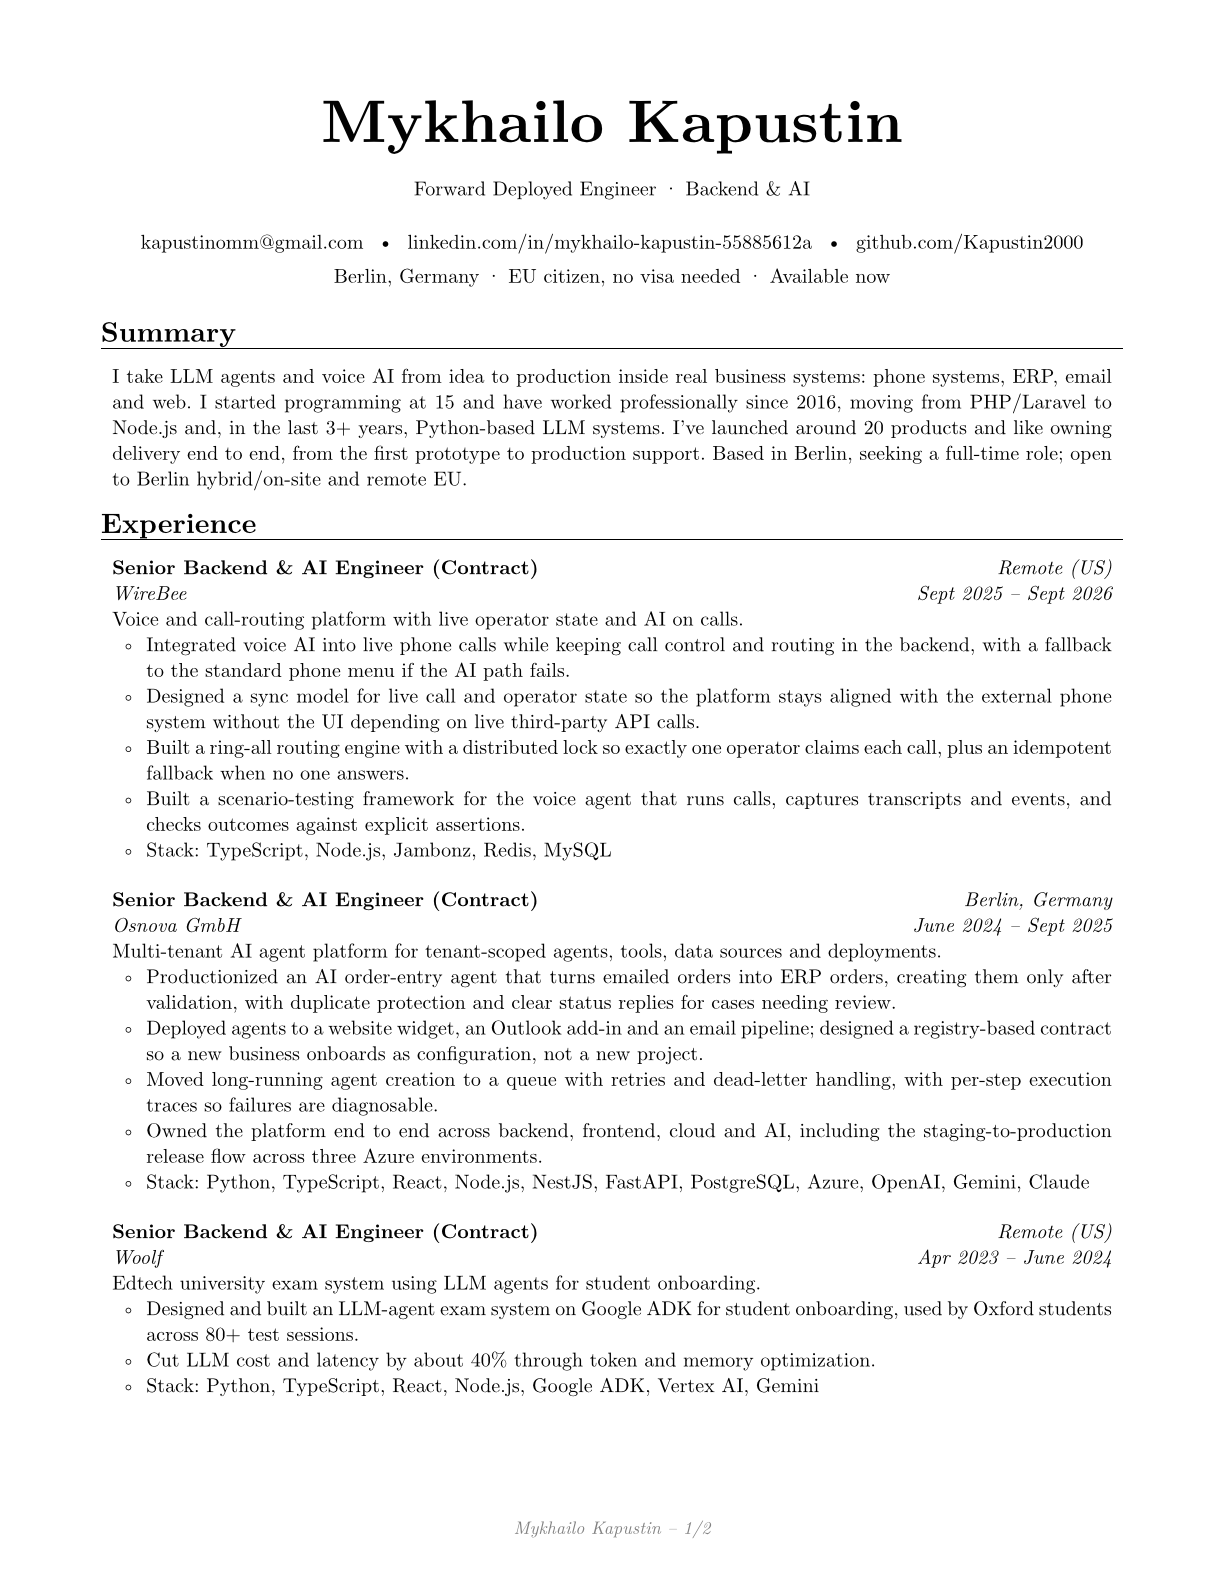 Mykhailo Kapustin
Forward Deployed Engineer · Backend & AI
kapustinomm@gmail.com • linkedin.com/in/mykhailo-kapustin-55885612a • github.com/Kapustin2000
Berlin, Germany · EU citizen, no visa needed · Available now
Summary
I take LLM agents and voice AI from idea to production inside real business systems: phone systems, ERP, email
and web. I started programming at 15 and have worked professionally since 2016, moving from PHP/Laravel to
Node.js and, in the last 3+ years, Python-based LLM systems. I've launched around 20 products and like owning
delivery end to end, from the first prototype to production support. Based in Berlin, seeking a full-time role; open
to Berlin hybrid/on-site and remote EU.
Experience
Senior Backend & AI Engineer (Contract) Remote (US)
WireBee Sept 2025 – Sept 2026
Voice and call-routing platform with live operator state and AI on calls.
◦ Integrated voice AI into live phone calls while keeping call control and routing in the backend, with a fallback
to the standard phone menu if the AI path fails.
◦ Designed a sync model for live call and operator state so the platform stays aligned with the external phone
system without the UI depending on live third-party API calls.
◦ Built a ring-all routing engine with a distributed lock so exactly one operator claims each call, plus an idempotent
fallback when no one answers.
◦ Built a scenario-testing framework for the voice agent that runs calls, captures transcripts and events, and
checks outcomes against explicit assertions.
◦ Stack: TypeScript, Node.js, Jambonz, Redis, MySQL
Senior Backend & AI Engineer (Contract) Berlin, Germany
Osnova GmbH June 2024 – Sept 2025
Multi-tenant AI agent platform for tenant-scoped agents, tools, data sources and deployments.
◦ Productionized an AI order-entry agent that turns emailed orders into ERP orders, creating them only after
validation, with duplicate protection and clear status replies for cases needing review.
◦ Deployed agents to a website widget, an Outlook add-in and an email pipeline; designed a registry-based contract
so a new business onboards as configuration, not a new project.
◦ Moved long-running agent creation to a queue with retries and dead-letter handling, with per-step execution
traces so failures are diagnosable.
◦ Owned the platform end to end across backend, frontend, cloud and AI, including the staging-to-production
release flow across three Azure environments.
◦ Stack: Python, TypeScript, React, Node.js, NestJS, FastAPI, PostgreSQL, Azure, OpenAI, Gemini, Claude
Senior Backend & AI Engineer (Contract) Remote (US)
Woolf Apr 2023 – June 2024
Edtech university exam system using LLM agents for student onboarding.
◦ Designed and built an LLM-agent exam system on Google ADK for student onboarding, used by Oxford students
across 80+ test sessions.
◦ Cut LLM cost and latency by about 40% through token and memory optimization.
◦ Stack: Python, TypeScript, React, Node.js, Google ADK, Vertex AI, Gemini
Mykhailo Kapustin – 1/2